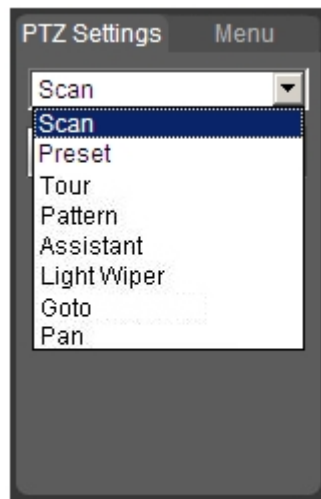 PTZ Settings Menu
Scan
Scan
Preset
Tour
Pattern
Assistant
Light Wiper
Goto
Pan